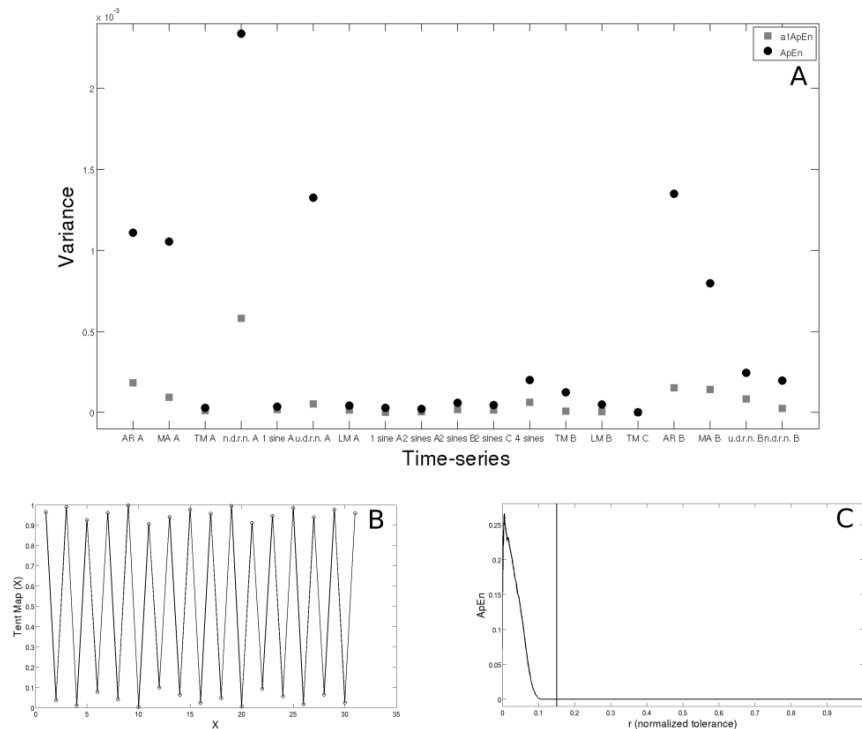 x 10⁻³
a1ApEn
ApEn
A
2
1.5
1
0.5
0
Variance
AR A MA A TM A n.d.r.n. A 1 sine A u.d.r.n. A LM A 1 sine A 2 sines A 2 sines B 2 sines C 4 sines TM B LM B TM C AR B MA B u.d.r.n. B n.d.r.n. B
Time-series
B
1
0.9
0.8
0.7
0.6
0.5
0.4
0.3
0.2
0.1
0
Tent Map (X)
0 5 10 15 20 25 30 35
X
C
0.25
0.2
0.15
0.1
0.05
0
ApEn
0 0.1 0.2 0.3 0.4 0.5 0.6 0.7 0.8 0.9
r (normalized tolerance)